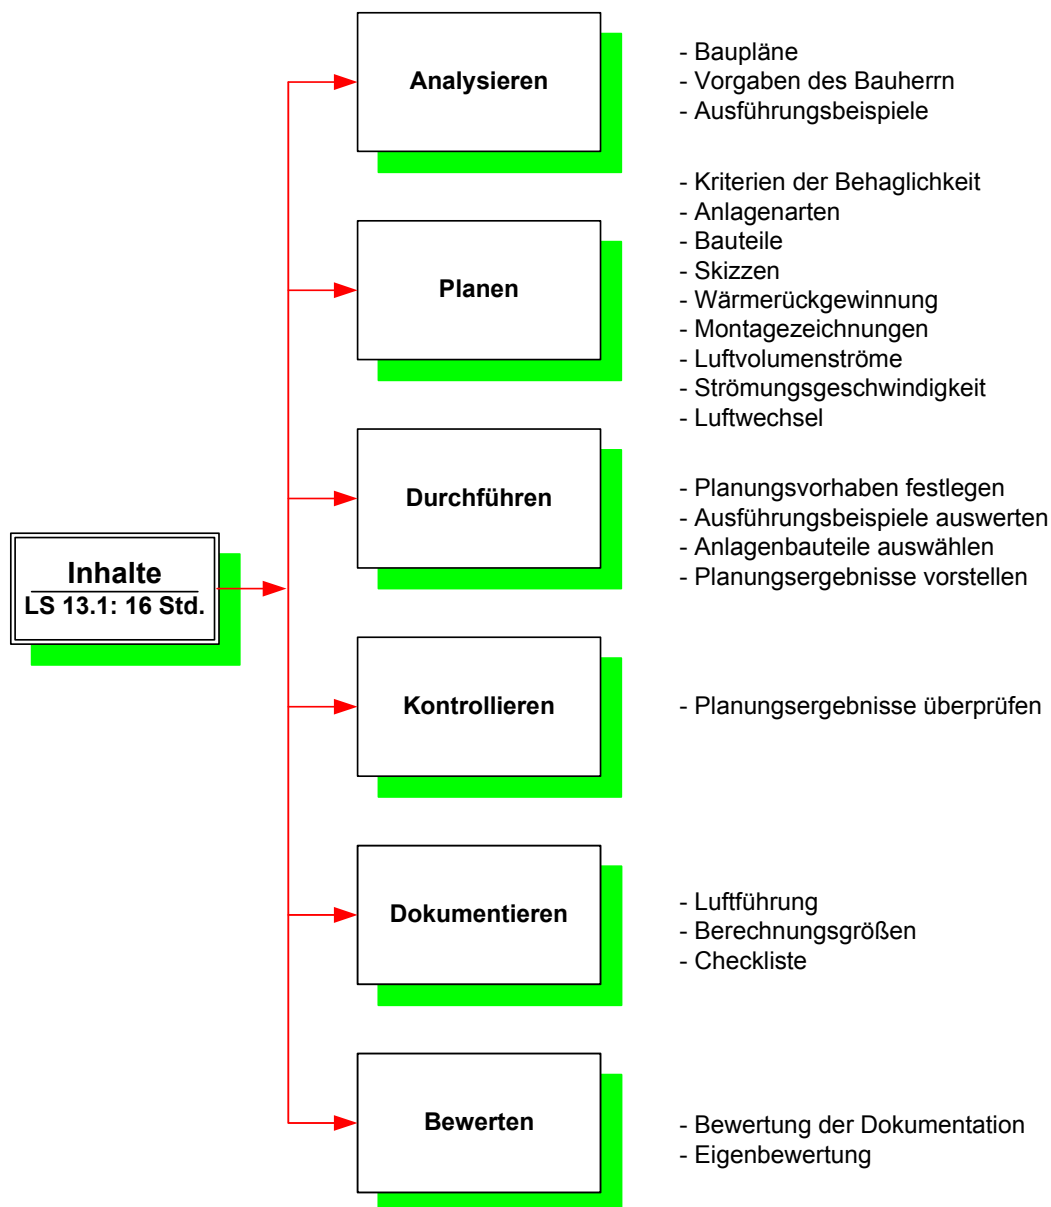 Inhalte
LS 13.1: 16 Std.
Analysieren
- Baupläne
- Vorgaben des Bauherrn
- Ausführungsbeispiele
Planen
- Kriterien der Behaglichkeit
- Anlagenarten
- Bauteile
- Skizzen
- Wärmerückgewinnung
- Montagezeichnungen
- Luftvolumenströme
- Strömungsgeschwindigkeit
- Luftwechsel
Durchführen
- Planungsvorhaben festlegen
- Ausführungsbeispiele auswerten
- Anlagenbauteile auswählen
- Planungsergebnisse vorstellen
Kontrollieren
- Planungsergebnisse überprüfen
Dokumentieren
- Luftführung
- Berechnungsgrößen
- Checkliste
Bewerten
- Bewertung der Dokumentation
- Eigenbewertung